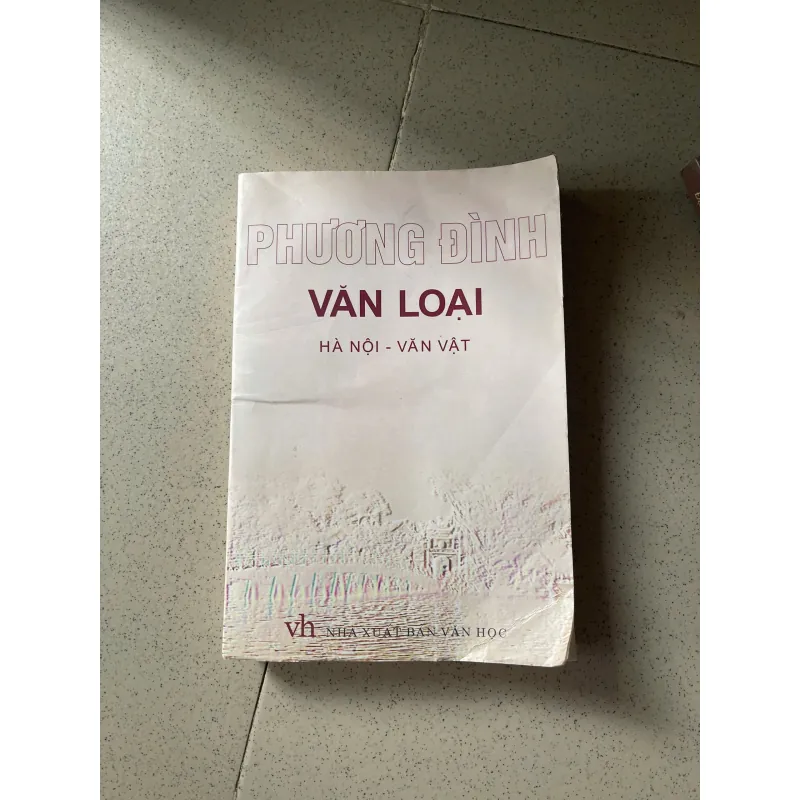 PHƯƠNG ĐÌNH
VĂN LOẠI
HÀ NỘI - VĂN VẬT
vh NHÀ XUẤT BẢN VĂN HỌC